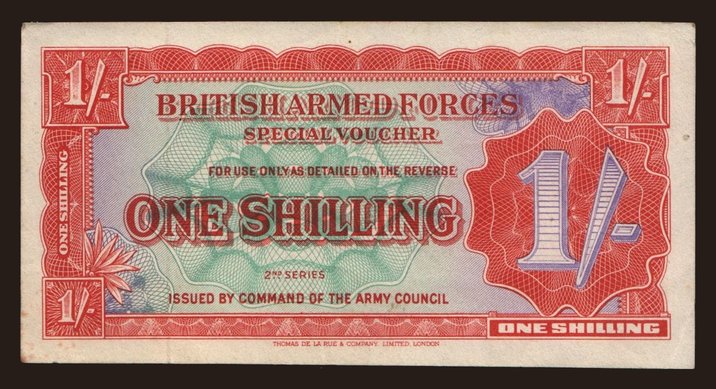 1/-
1/-
BRITISH ARMED FORCES
SPECIAL VOUCHER
FOR USE ONLY AS DETAILED ON THE REVERSE
ONE SHILLING
ONE SHILLING
1/-
2ND SERIES
ISSUED BY COMMAND OF THE ARMY COUNCIL
1/-
ONE SHILLING
THOMAS DE LA RUE & COMPANY, LIMITED, LONDON